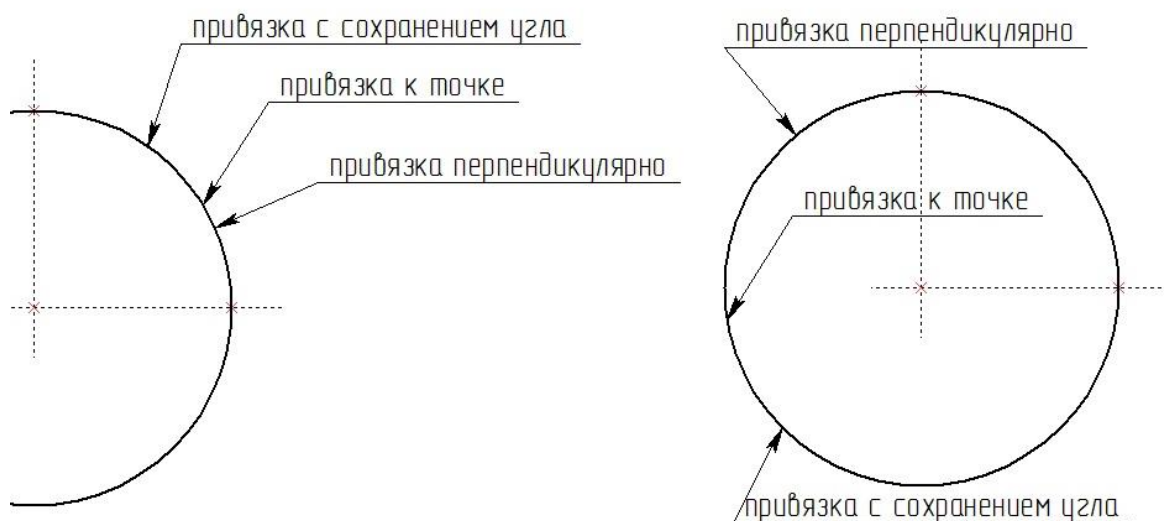 привязка с сохранением угла
привязка к точке
привязка перпендикулярно
привязка перпендикулярно
привязка к точке
привязка с сохранением угла